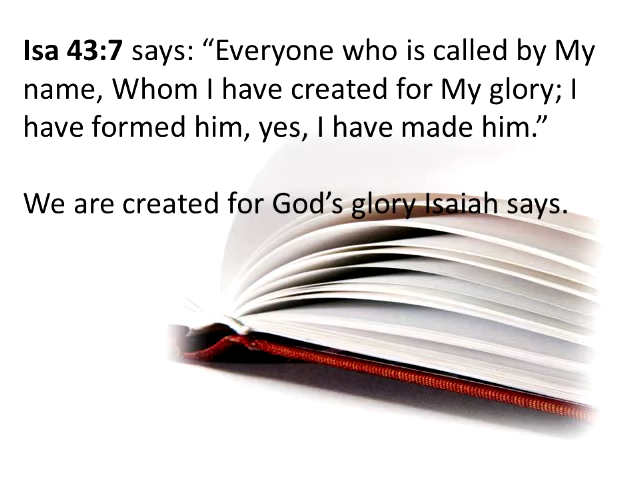 Isa 43:7 says: “Everyone who is called by My
name, Whom I have created for My glory; I
have formed him, yes, I have made him.”
We are created for God’s glory Isaiah says.